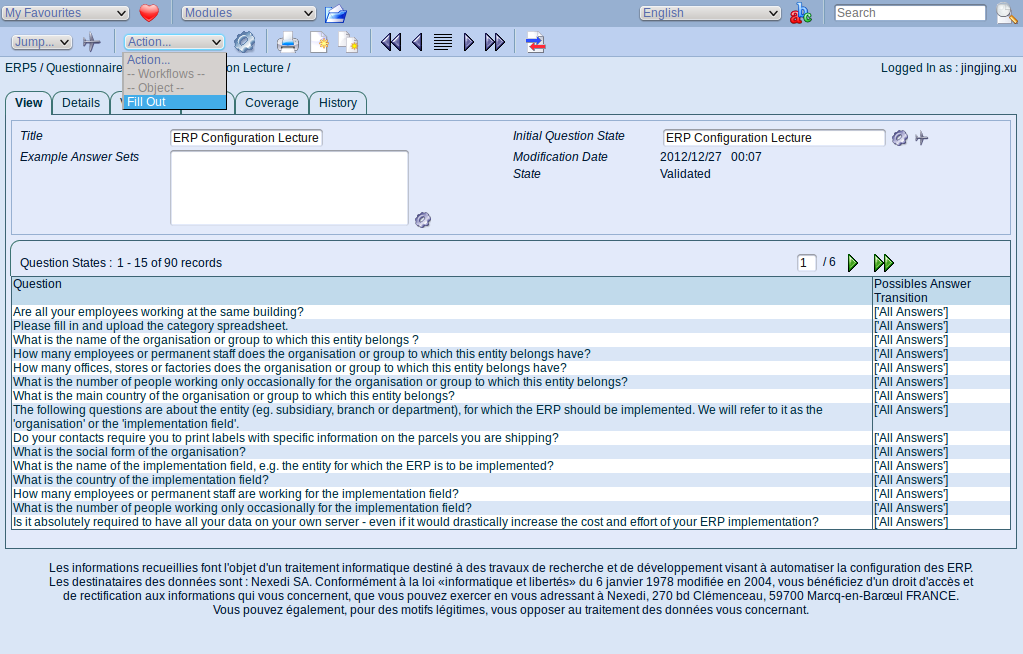 My Favourites
Modules
English
Search
Jump...
Action...
Action...
-- Workflows --
-- Object --
Fill Out
ERP5 / Questionnaire
on Lecture /
Logged In as : jingjing.xu
View
Details
Coverage
History
Title
ERP Configuration Lecture
Initial Question State
ERP Configuration Lecture
Example Answer Sets
Modification Date
2012/12/27 00:07
State
Validated
Question States : 1 - 15 of 90 records
1 / 6
Question
Possibles Answer
Transition
Are all your employees working at the same building? ['All Answers']
Please fill in and upload the category spreadsheet. ['All Answers']
What is the name of the organisation or group to which this entity belongs ? ['All Answers']
How many employees or permanent staff does the organisation or group to which this entity belongs have? ['All Answers']
How many offices, stores or factories does the organisation or group to which this entity belongs have? ['All Answers']
What is the number of people working only occasionally for the organisation or group to which this entity belongs? ['All Answers']
What is the main country of the organisation or group to which this entity belongs? ['All Answers']
The following questions are about the entity (eg. subsidiary, branch or department), for which the ERP should be implemented. We will refer to it as the ['All Answers']
'organisation' or the 'implementation field'.
Do your contacts require you to print labels with specific information on the parcels you are shipping? ['All Answers']
What is the social form of the organisation? ['All Answers']
What is the name of the implementation field, e.g. the entity for which the ERP is to be implemented? ['All Answers']
What is the country of the implementation field? ['All Answers']
How many employees or permanent staff are working for the implementation field? ['All Answers']
What is the number of people working only occasionally for the implementation field? ['All Answers']
Is it absolutely required to have all your data on your own server - even if it would drastically increase the cost and effort of your ERP implementation? ['All Answers']
Les informations recueillies font l'objet d'un traitement informatique destiné à des travaux de recherche et de développement visant à automatiser la configuration des ERP.
Les destinataires des données sont : Nexedi SA. Conformément à la loi «informatique et libertés» du 6 janvier 1978 modifiée en 2004, vous bénéficiez d'un droit d'accès et
de rectification aux informations qui vous concernent, que vous pouvez exercer en vous adressant à Nexedi, 270 bd Clémenceau, 59700 Marcq-en-Barœul FRANCE.
Vous pouvez également, pour des motifs légitimes, vous opposer au traitement des données vous concernant.